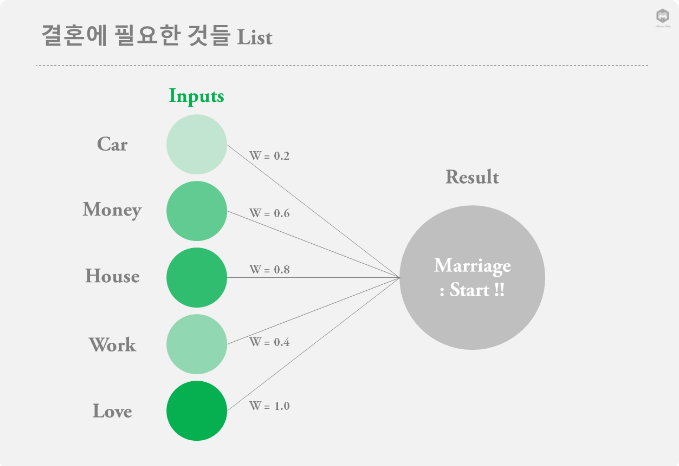 결혼에 필요한 것들 List
Inputs
Car
W = 0.2
Result
Money
W = 0.6
House
W = 0.8
Marriage
: Start !!
Work
W = 0.4
Love
W = 1.0